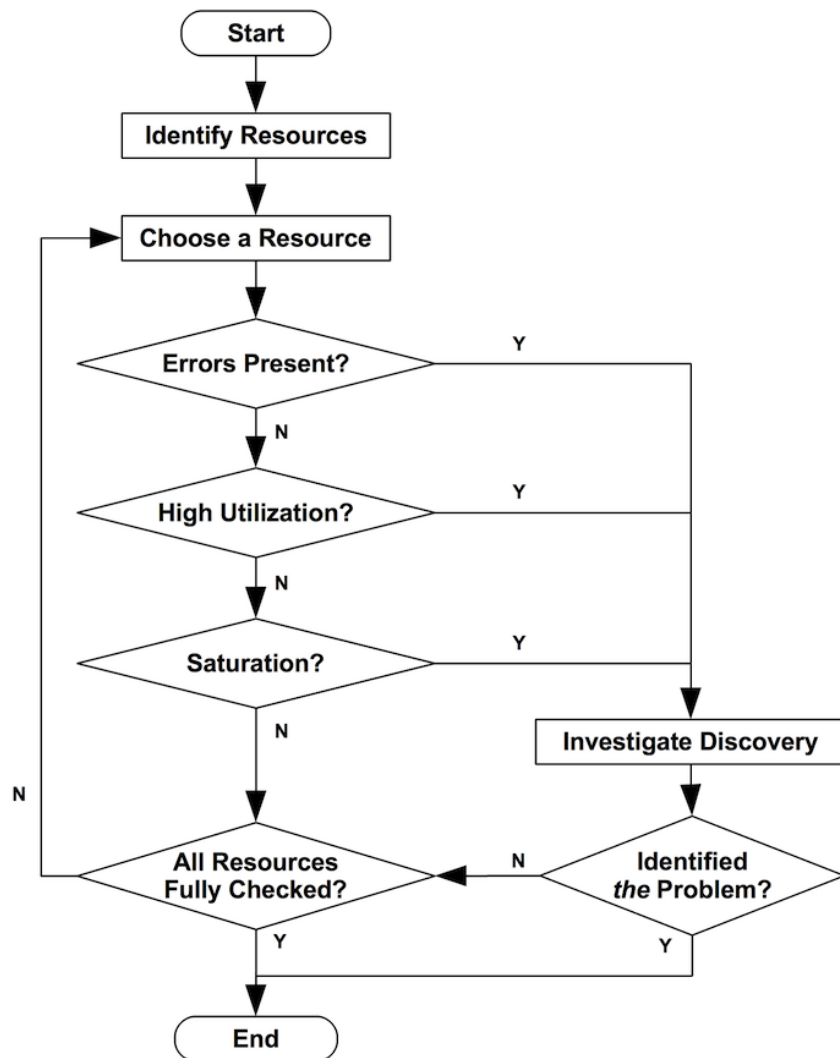 Start
Identify Resources
Choose a Resource
Errors Present?
Y
N
High Utilization?
Y
N
Saturation?
Y
N
Investigate Discovery
N
All Resources
Fully Checked?
N
Identified
the Problem?
Y
Y
End